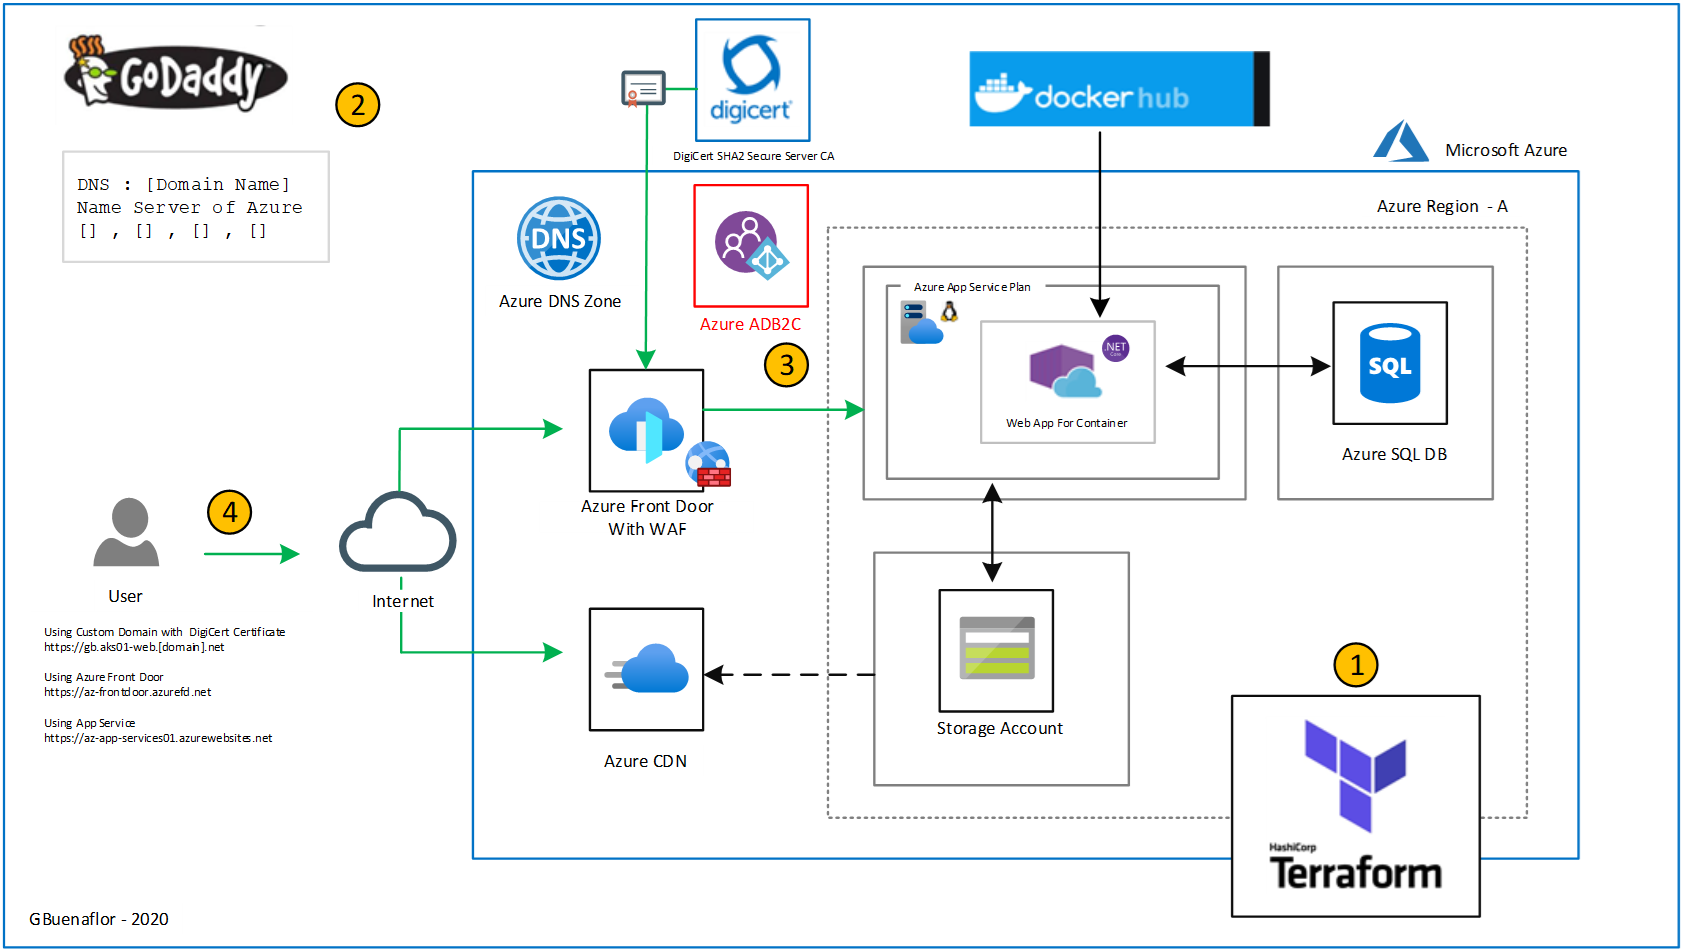 GoDaddy
2
DNS : [Domain Name]
Name Server of Azure
[] , [] , [] , []
digicert
DigiCert SHA2 Secure Server CA
docker hub
Microsoft Azure
Azure Region - A
DNS
Azure DNS Zone
Azure ADB2C
3
Azure App Service Plan
.NET
Core
Web App For Container
SQL
Azure SQL DB
Azure Front Door
With WAF
4
User
Internet
Using Custom Domain with DigiCert Certificate
https://gb.aks01-web.[domain].net
Using Azure Front Door
https://az-frontdoor.azurefd.net
Using App Service
https://az-app-services01.azurewebsites.net
Azure CDN
Storage Account
1
HashiCorp
Terraform
GBuenaflor - 2020